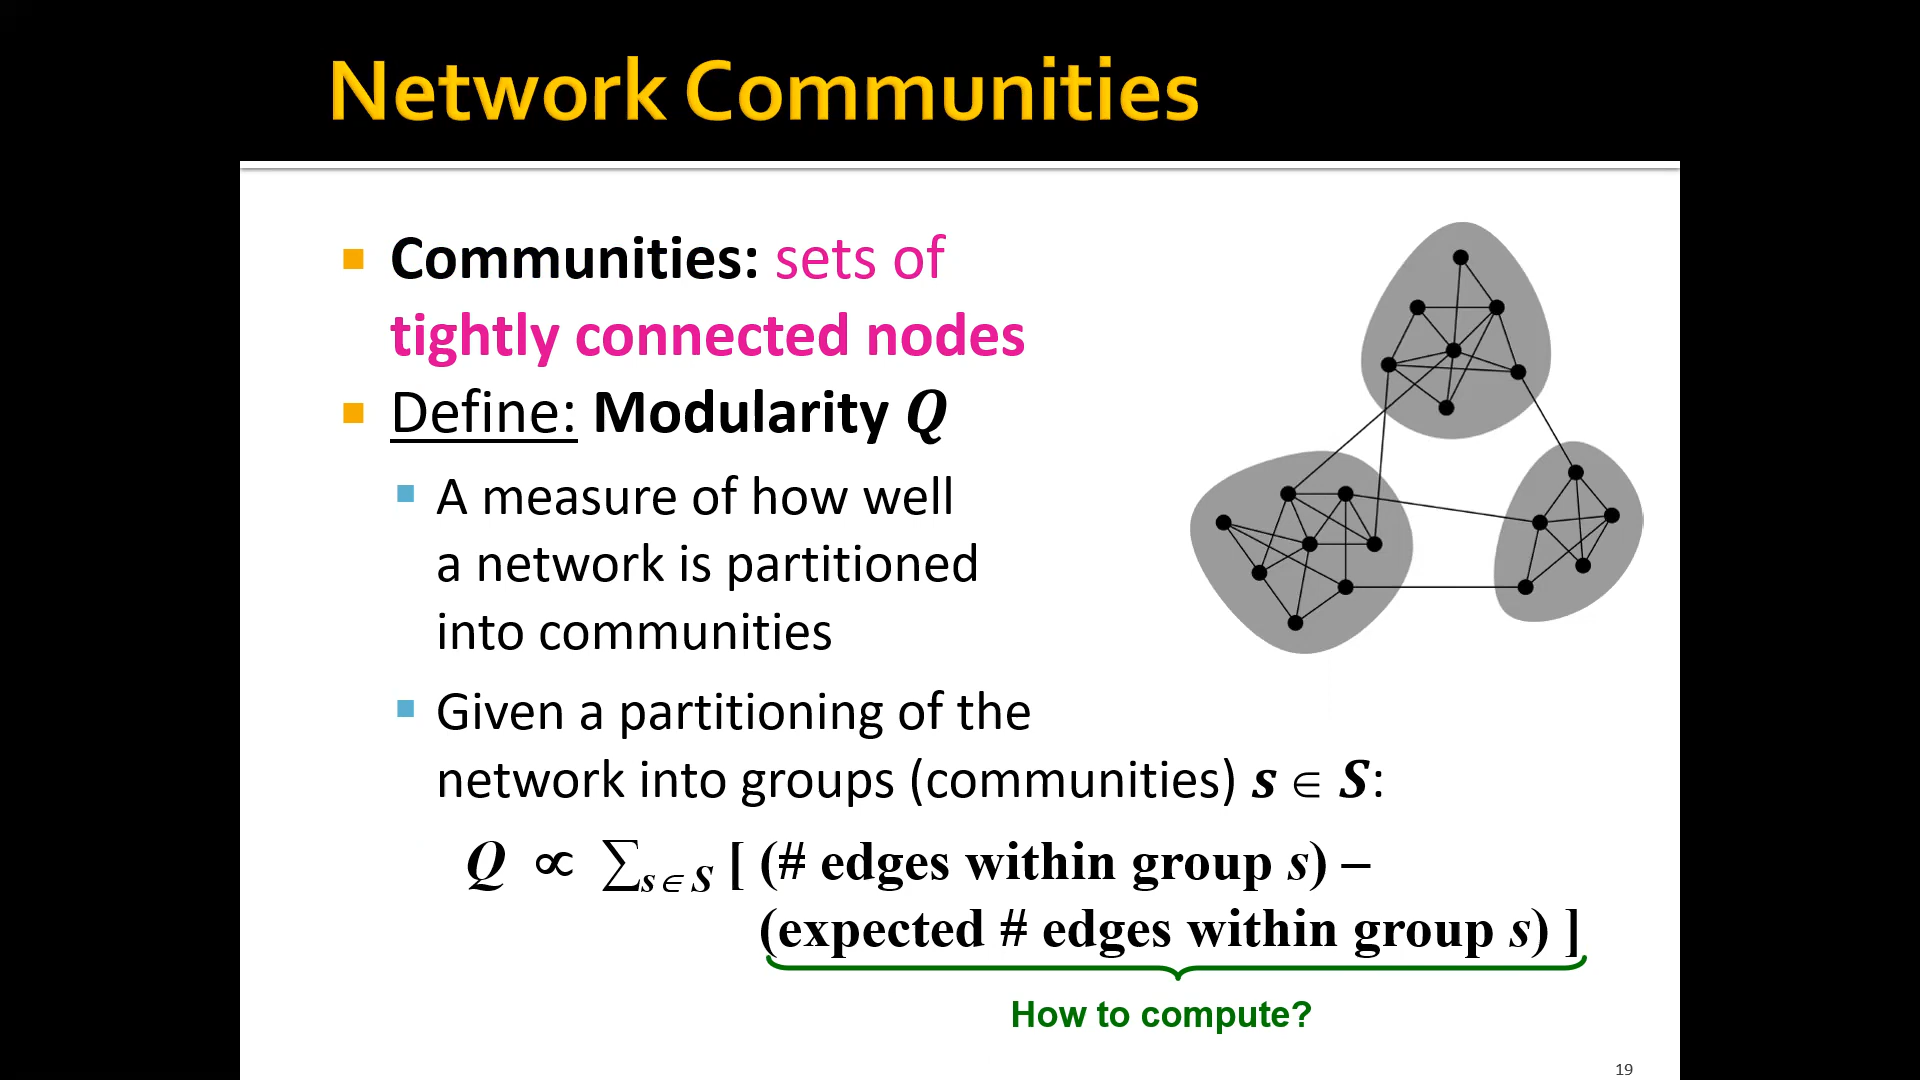 Network Communities
Communities: sets of
tightly connected nodes
Define: Modularity Q
A measure of how well
a network is partitioned
into communities
Given a partitioning of the
network into groups (communities) s ∈ S:
Q ∝ ∑s∈S [ (# edges within group s) –
(expected # edges within group s) ]
How to compute?
19